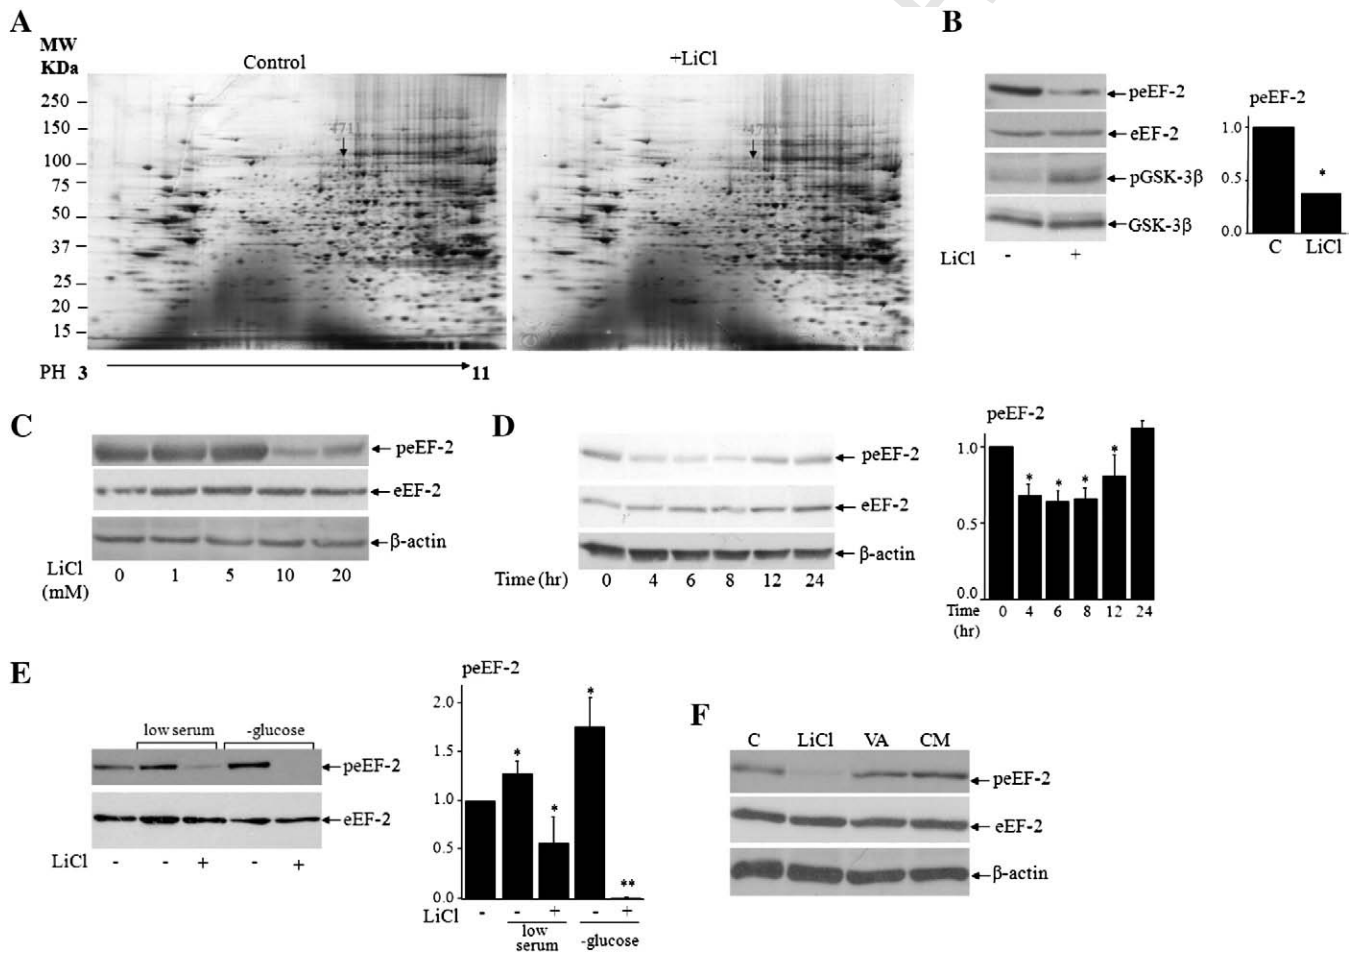 A
MW
KDa
Control
+LiCl
250
150
100
75
50
37
25
20
15
PH 3
11
B
peEF-2
eEF-2
pGSK-3β
GSK-3β
LiCl - +
peEF-2
1.0
0.5
0.0
*
C LiCl
C
peEF-2
eEF-2
β-actin
LiCl
(mM)
0 1 5 10 20
D
peEF-2
eEF-2
β-actin
Time (hr) 0 4 6 8 12 24
peEF-2
1.0
0.5
0.0
* * * *
Time
(hr)
0 4 6 8 12 24
E
low serum -glucose
peEF-2
eEF-2
LiCl - - + - +
peEF-2
2.0
1.5
1.0
0.5
0.0
* * * **
LiCl - - + - +
low
serum
-glucose
F
C LiCl VA CM
peEF-2
eEF-2
β-actin